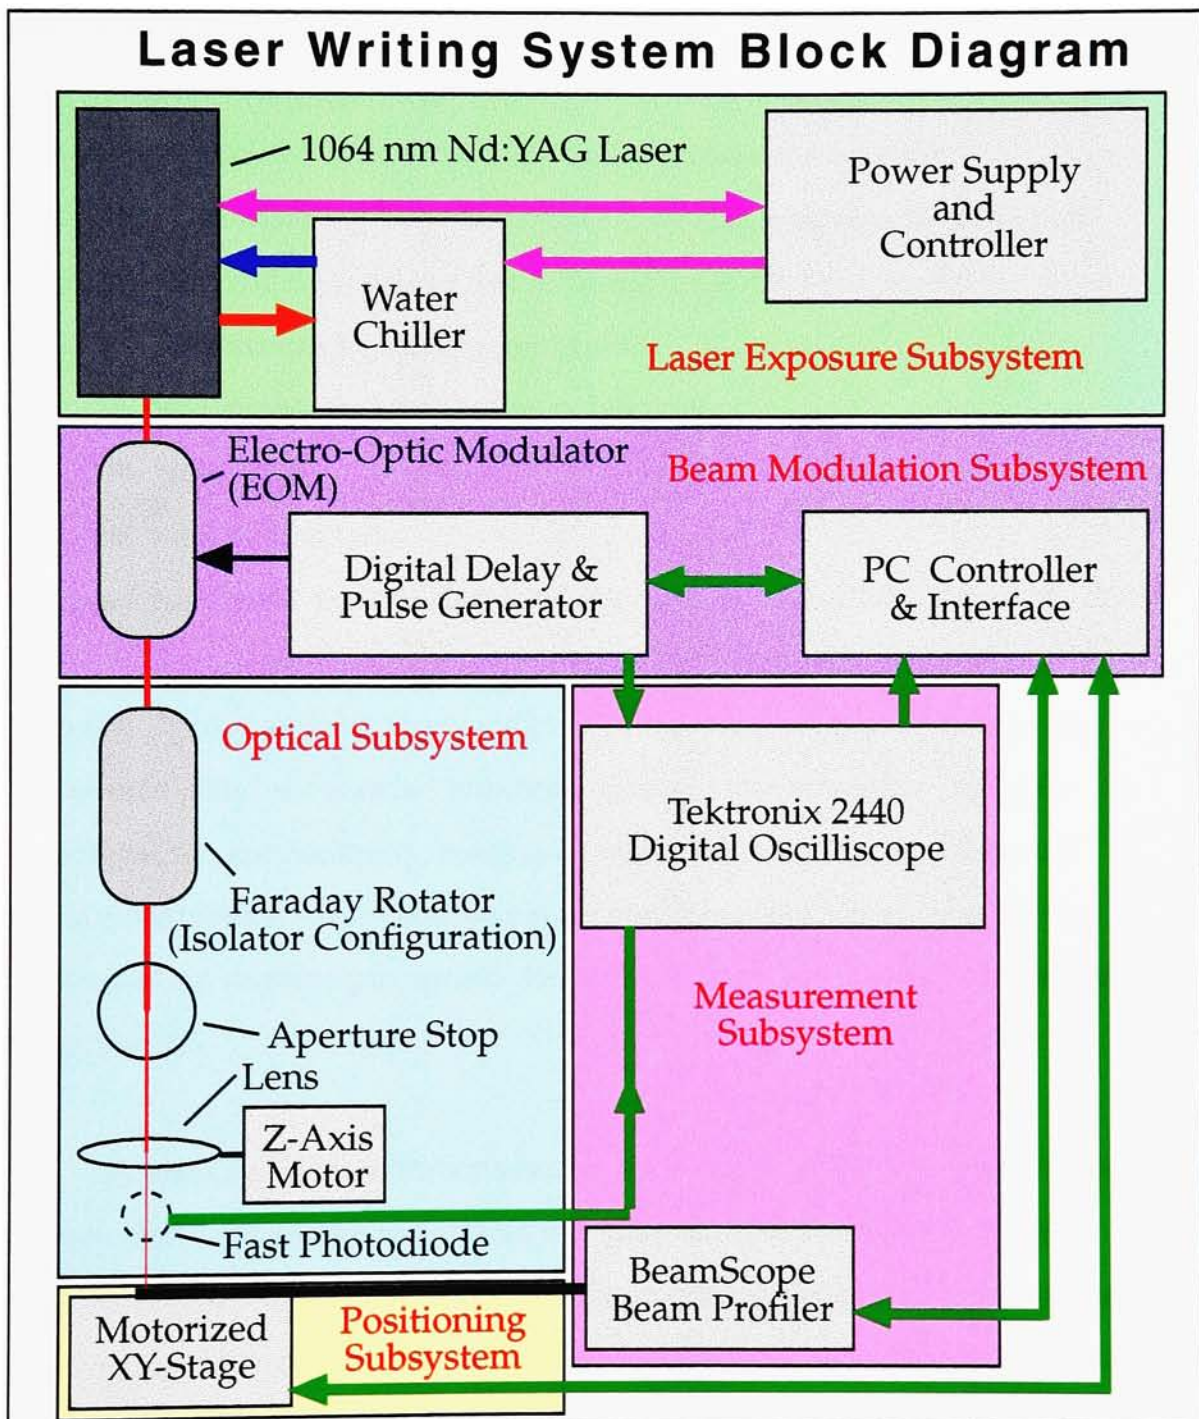 Laser Writing System Block Diagram
1064 nm Nd:YAG Laser
Power Supply
and
Controller
Water
Chiller
Laser Exposure Subsystem
Electro-Optic Modulator
(EOM)
Beam Modulation Subsystem
Digital Delay &
Pulse Generator
PC Controller
& Interface
Optical Subsystem
Tektronix 2440
Digital Oscilliscope
Faraday Rotator
(Isolator Configuration)
Measurement
Subsystem
Aperture Stop
Lens
Z-Axis
Motor
Fast Photodiode
BeamScope
Beam Profiler
Motorized
XY-Stage
Positioning
Subsystem